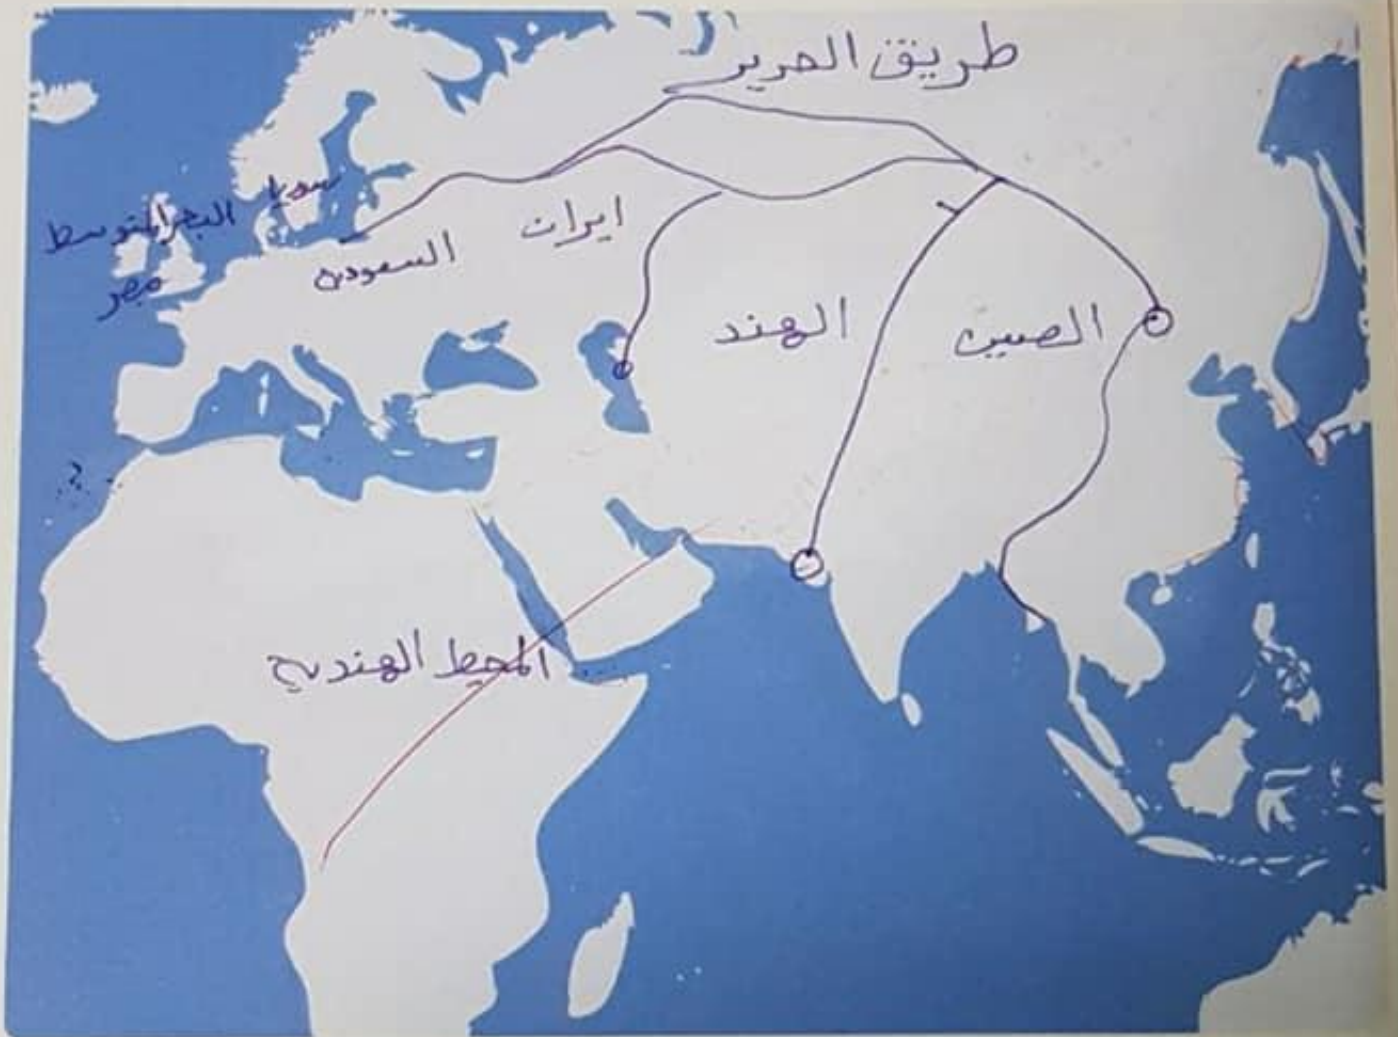 طريق الحرير
سوريا
البحر المتوسط
ايران
السعودية
مصر
الهند
الصين
المحيط الهندي